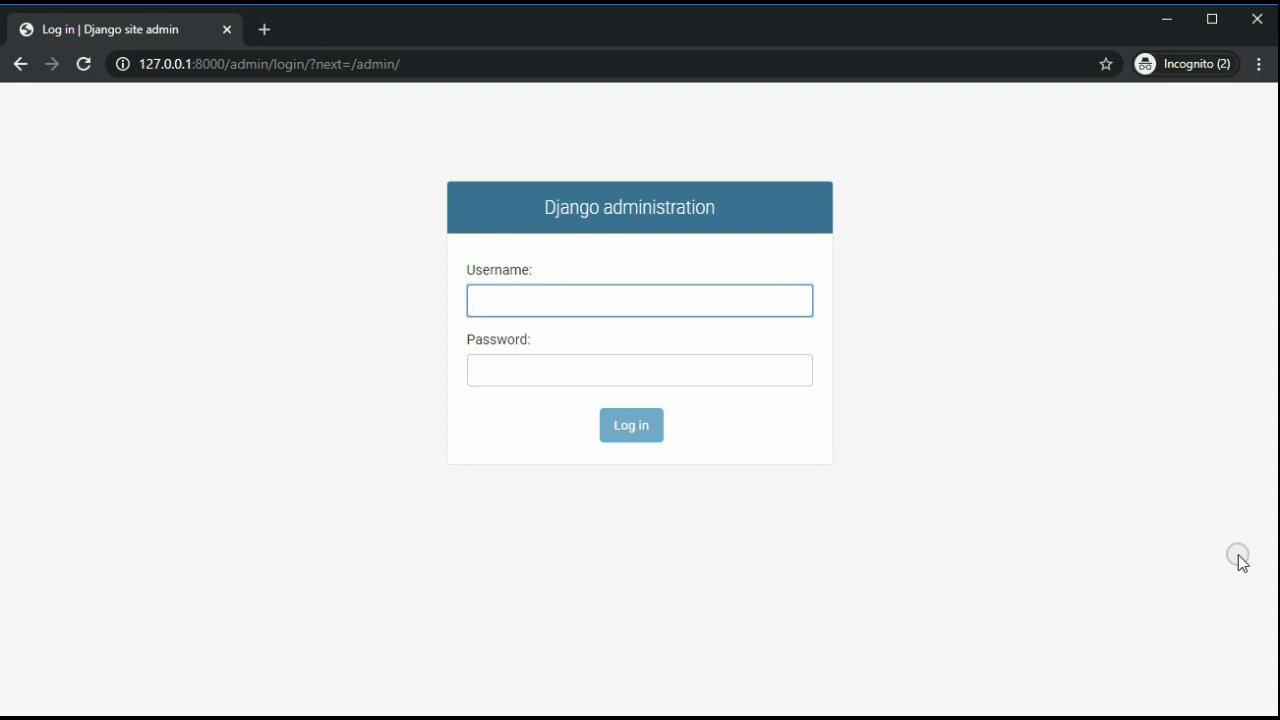 Log in | Django site admin
127.0.0.1:8000/admin/login/?next=/admin/
Incognito (2)
Django administration
Username:
Password:
Log in